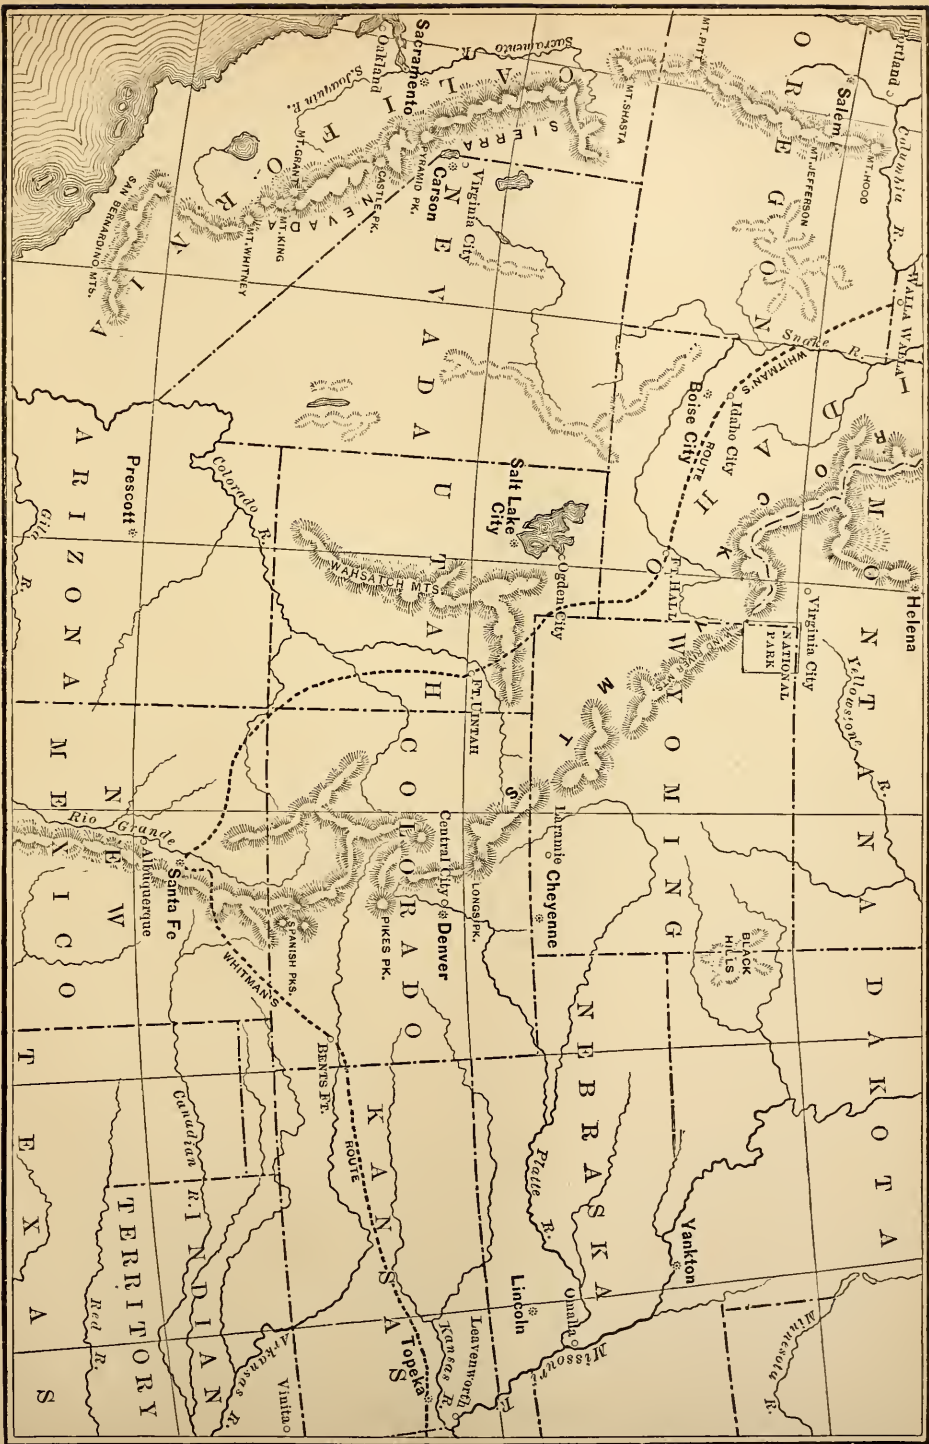 Portland
Columbia R.
WALLA WALLA
MT. HOOD
Salem
MT. JEFFERSON
OREGON
MT. PITT
MT. SHASTA
Sacramento R.
Sacramento
Oakland
S. Joaquin R.
CALIFORNIA
SIERRA NEVADA
PYRAMID PK.
CASTLE PK.
MT. GRANT
MT. KING
MT. WHITNEY
SAN BERNARDINO MTS.
Carson
Virginia City
NEVADA
Snake R.
WHITMAN'S ROUTE
Boise City
Idaho City
IDAHO
FT. HALL
ROCKY MTS
MONTANA
Helena
Virginia City
NATIONAL PARK
Yellowstone R.
WIND RIVER MTS.
WYOMING
Laramie
Cheyenne
BLACK HILLS
DAKOTA
Yankton
Minnesota R.
Salt Lake City
Ogden City
WAHSATCH MTS.
UTAH
FT. UINTAH
Colorado R.
Prescott
Gila R.
ARIZONA
NEW MEXICO
Rio Grande
Albuquerque
Santa Fe
SPANISH PKS.
COLORADO
Central City
Denver
LONGS PK.
PIKES PK.
WHITMAN'S ROUTE
BENTS FT.
NEBRASKA
Platte R.
Lincoln
Omaha
Missouri R.
KANSAS
Kansas R.
Leavenworth
Topeka
Arkansas R.
Vinita
Canadian R.
INDIAN TERRITORY
Red R.
TEXAS